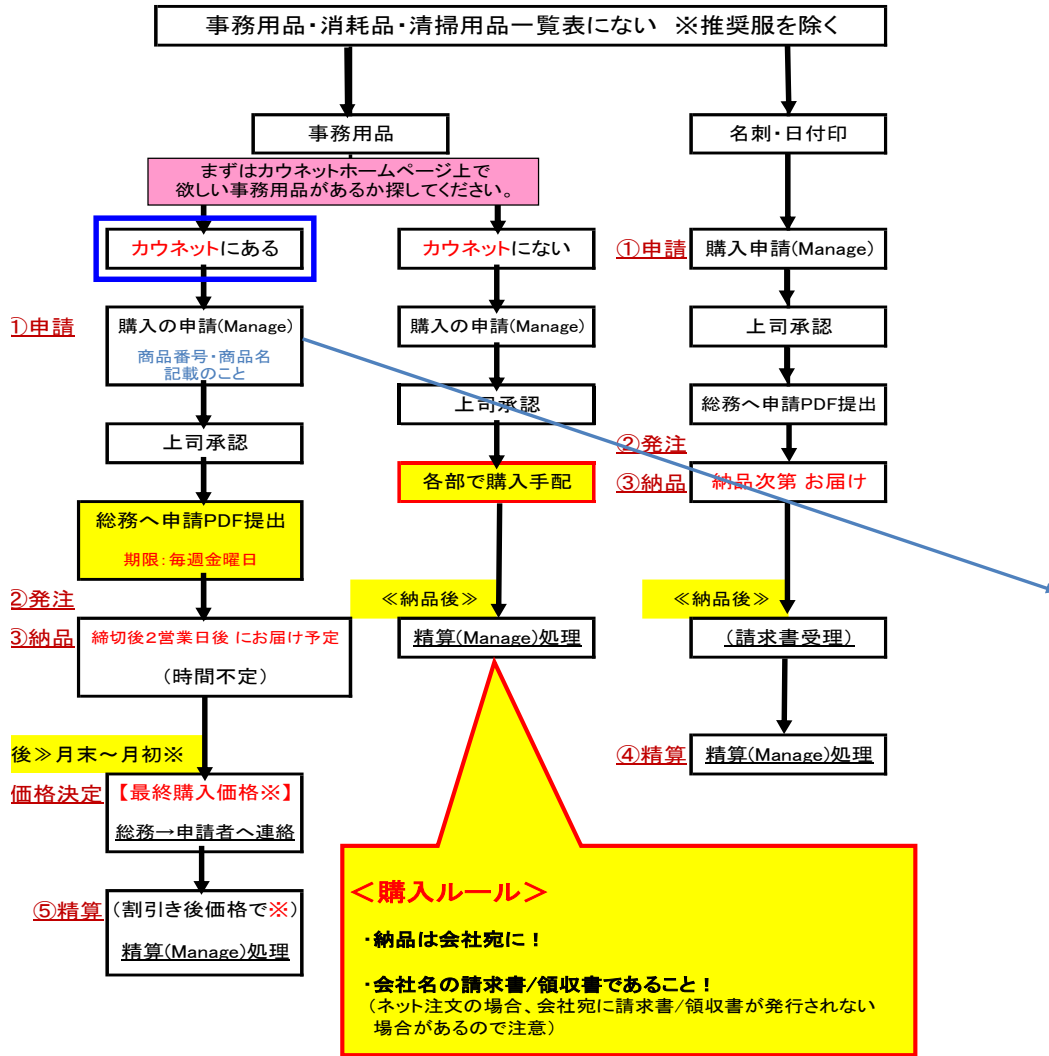 事務用品・消耗品・清掃用品一覧表にない ※推奨服を除く
事務用品
名刺・日付印
まずはカウネットホームページ上で
欲しい事務用品があるか探してください。
カウネットにある
カウネットにない
①申請
購入申請(Manage)
①申請
購入の申請(Manage)
商品番号・商品名
記載のこと
購入の申請(Manage)
上司承認
上司承認
上司承認
総務へ申請PDF提出
②発注
各部で購入手配
③納品
納品次第 お届け
総務へ申請PDF提出
期限：毎週金曜日
②発注
≪納品後≫
≪納品後≫
③納品
締切後2営業日後 にお届け予定
(時間不定)
精算(Manage)処理
(請求書受理)
後≫月末～月初※
④精算
精算(Manage)処理
価格決定
【最終購入価格※】
総務→申請者へ連絡
⑤精算
(割引き後価格で※)
精算(Manage)処理
＜購入ルール＞
・納品は会社宛に！
・会社名の請求書/領収書であること！
（ネット注文の場合、会社宛に請求書/領収書が発行されない
場合があるので注意）